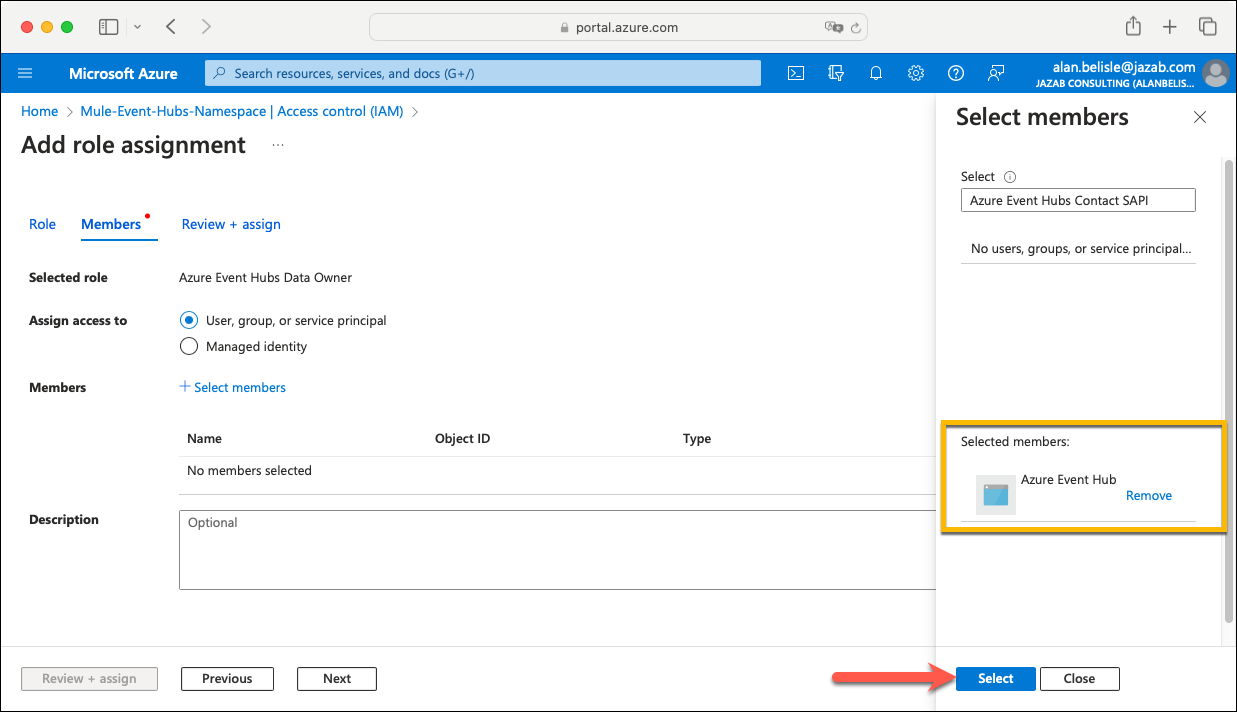 portal.azure.com
Microsoft Azure
Search resources, services, and docs (G+/)
alan.belisle@jazab.com
JAZAB CONSULTING (ALANBELIS...
Home > Mule-Event-Hubs-Namespace | Access control (IAM) >
Add role assignment ...
Role Members Review + assign
Selected role Azure Event Hubs Data Owner
Assign access to User, group, or service principal
Managed identity
Members + Select members
Name Object ID Type
No members selected
Description Optional
Review + assign Previous Next
Select members
Select
Azure Event Hubs Contact SAPI
No users, groups, or service principal...
Selected members:
Azure Event Hub
Remove
Select Close